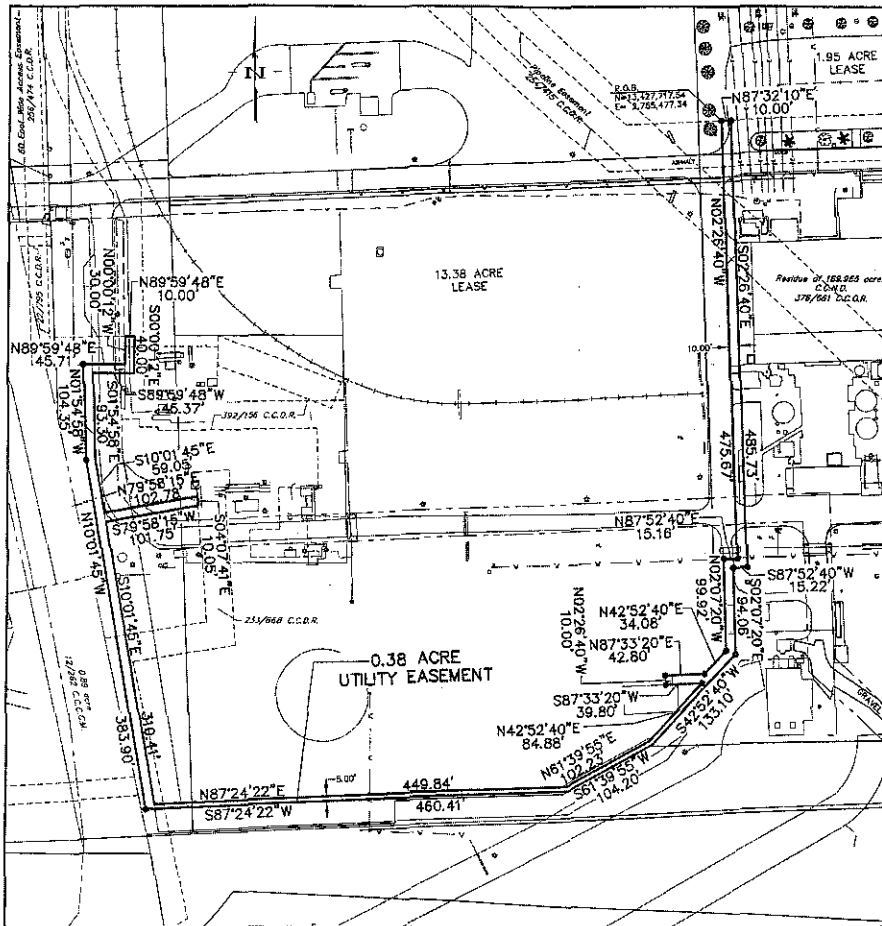 60 Foot Wide Access Easement-
256/474 C.C.D.R.
N
Pipeline Easement
C.C.D.R.
1.95 ACRE
LEASE
P.O.B.
N=13,427,717.54
E= 2,765,477.34
N87°32'10"E
10.00'
ASPHALT
N02°26'40"W
S02°26'40"E
13.38 ACRE
LEASE
Residue of 169.965 acre
C.C.N.D.
376/661 C.C.D.R.
C.C.D.R.
N00°00'12"W
30.00'
N89°59'48"E
10.00'
S00°00'12"E
40.00'
N89°59'48"E
45.71'
10.00'
S89°59'48"W
45.37'
N01°54'58"W
104.35'
S01°54'58"E
93.30'
392/156 C.C.D.R.
475.67'
485.73'
S10°01'45"E
59.09'
N79°58'15"E
102.78'
S79°58'15"W
101.75'
S04°07'41"E
10.05'
N87°52'40"E
15.16'
N10°01'45"W
S10°01'45"E
N02°07'20"W
99.92'
S02°07'20"E
94.06'
S87°52'40"W
15.22'
N02°26'40"W
10.00'
N42°52'40"E
34.08'
233/668 C.C.D.R.
N87°33'20"E
42.80'
0.38 ACRE
UTILITY EASEMENT
0.89 acre
12/262 C.C.C.M.
S87°33'20"W
39.80'
S42°52'40"W
133.10'
GRAVEL
N42°52'40"E
84.88'
383.90'
310.41'
N61°39'55"E
102.23'
S61°39'55"W
104.20'
N87°24'22"E
5.00'
449.84'
S87°24'22"W
460.41'